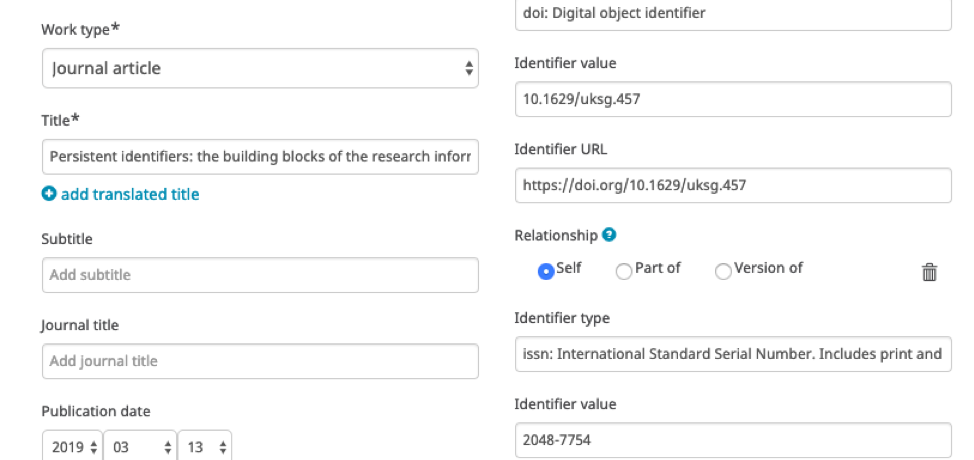 Work type*
Journal article
Title*
Persistent identifiers: the building blocks of the research inforr
add translated title
Subtitle
Add subtitle
Journal title
Add journal title
Publication date
2019 03 13
doi: Digital object identifier
Identifier value
10.1629/uksg.457
Identifier URL
https://doi.org/10.1629/uksg.457
Relationship ?
Self Part of Version of
Identifier type
issn: International Standard Serial Number. Includes print and
Identifier value
2048-7754